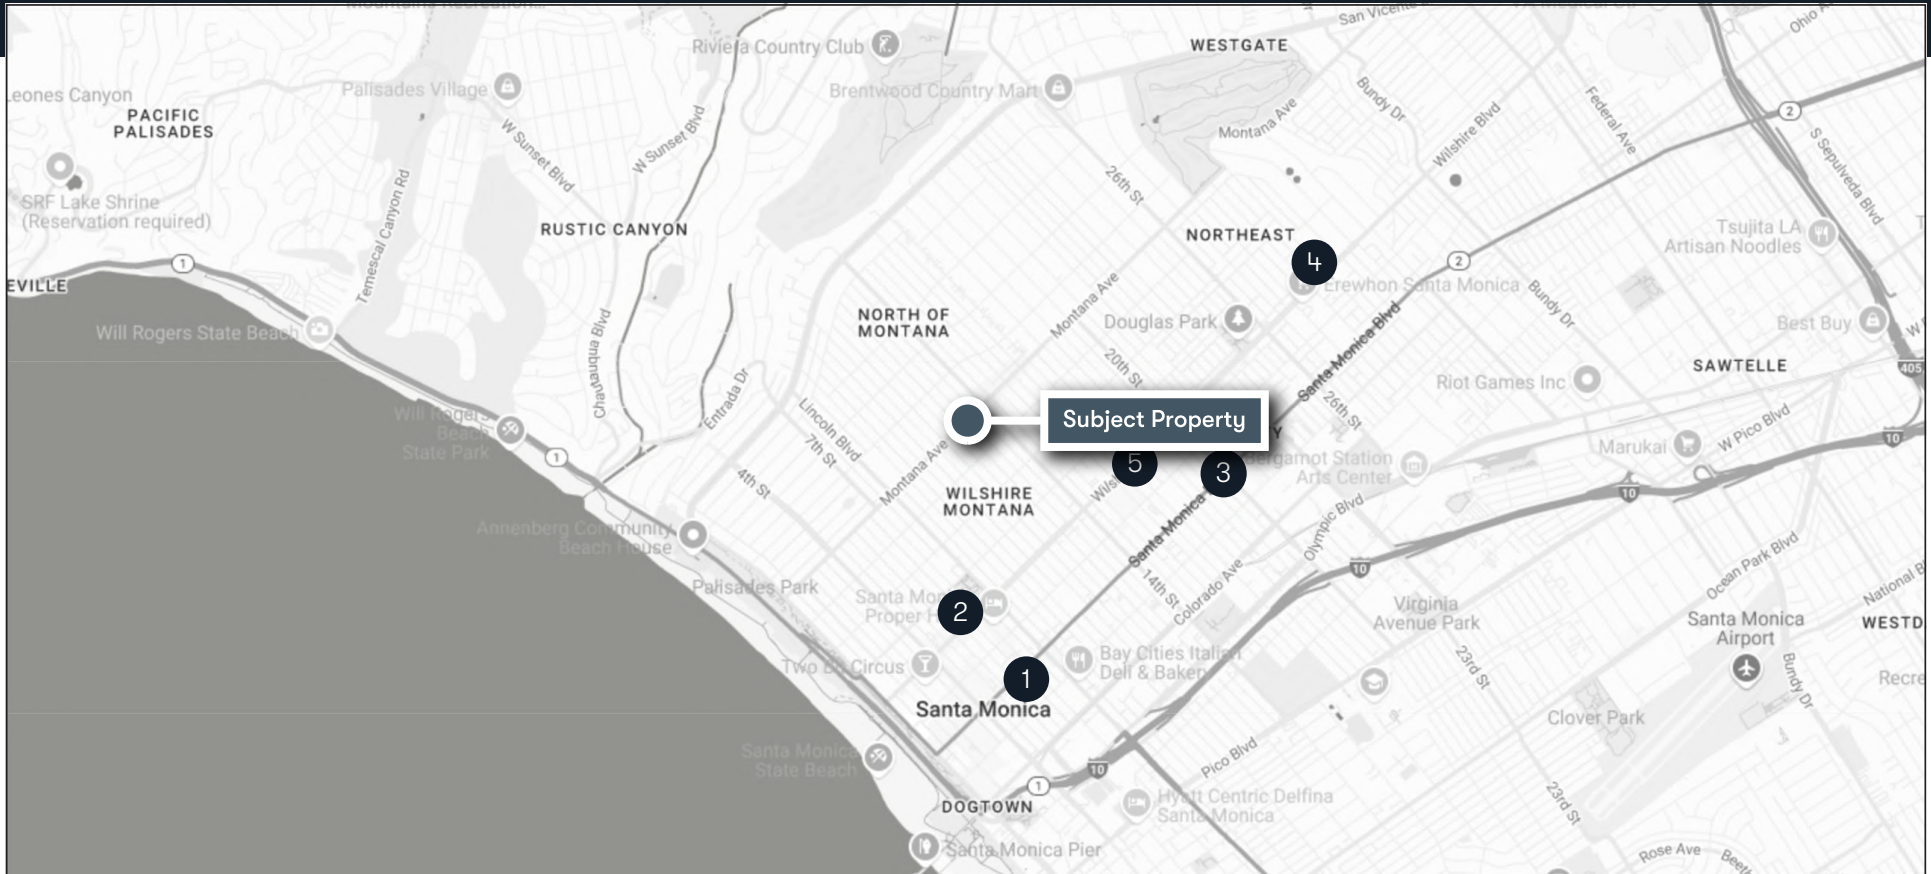 San Vicente
Ohio
WESTGATE
Riviera Country Club
Palisades Village
Brentwood Country Mart
Leones Canyon
PACIFIC
PALISADES
Bundy Dr
Federal Ave
2
Montana Ave
Wilshire Blvd
W Sunset Blvd
W Sunset Blvd
S Sepulveda Blvd
26th St
SRF Lake Shrine
(Reservation required)
Temescal Canyon Rd
RUSTIC CANYON
NORTHEAST
Tsujita LA
Artisan Noodles
4
1
2
EVILLE
Erewhon Santa Monica
Montana Ave
Bundy Dr
NORTH OF
MONTANA
Douglas Park
Will Rogers State Beach
Best Buy
Chautauqua Blvd
Santa Monica Blvd
20th St
SAWTELLE
405
Riot Games Inc
Entrada Dr
Lincoln Blvd
7th St
26th St
Subject Property
Will Rogers
Beach
State Park
W Pico Blvd
Marukai
10
1
Montana Ave
5
3
Bergamot Station
Arts Center
4th St
WILSHIRE
MONTANA
10
Santa Monica
Olympic Blvd
Annenberg Community
Beach House
10
Ocean Park Blvd
14th St
Colorado Ave
National B
Palisades Park
Santa Mon
Proper H
2
Virginia
Avenue Park
Santa Monica
Airport
WESTD
Two Bit Circus
Bay Cities Italian
Deli & Bakery
23rd St
Bundy Dr
Recre
1
Santa Monica
Clover Park
Santa Monica
State Beach
Pico Blvd
10
1
DOGTOWN
Hyatt Centric Delfina
Santa Monica
23rd St
Santa Monica Pier
Rose Ave
Beet